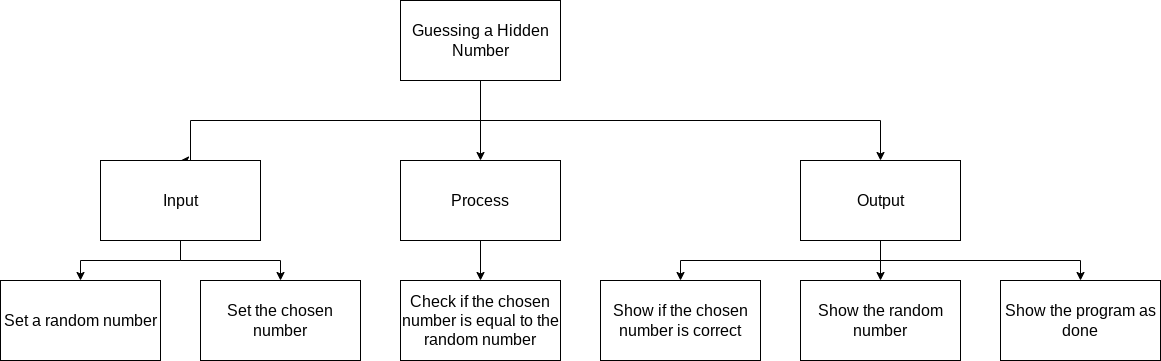 Guessing a Hidden
Number
Input
Process
Output
Set a random number
Set the chosen
number
Check if the chosen
number is equal to the
random number
Show if the chosen
number is correct
Show the random
number
Show the program as
done